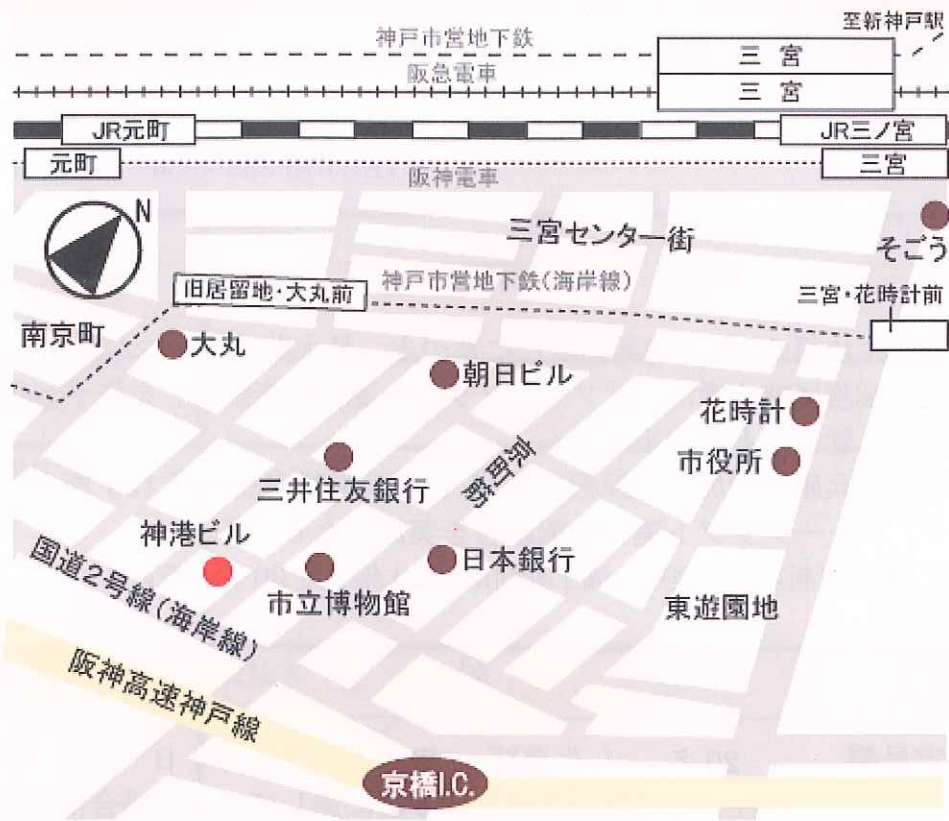 至新神戸駅
神戸市営地下鉄
三 宮
阪急電車
三 宮
JR元町
JR三ノ宮
元町
三宮
阪神電車
N
三宮センター街
そごう
旧居留地・大丸前
神戸市営地下鉄(海岸線)
三宮・花時計前
南京町
大丸
朝日ビル
花時計
市役所
三井住友銀行
京町筋
神港ビル
国道2号線(海岸線)
市立博物館
日本銀行
東遊園地
阪神高速神戸線
京橋I.C.